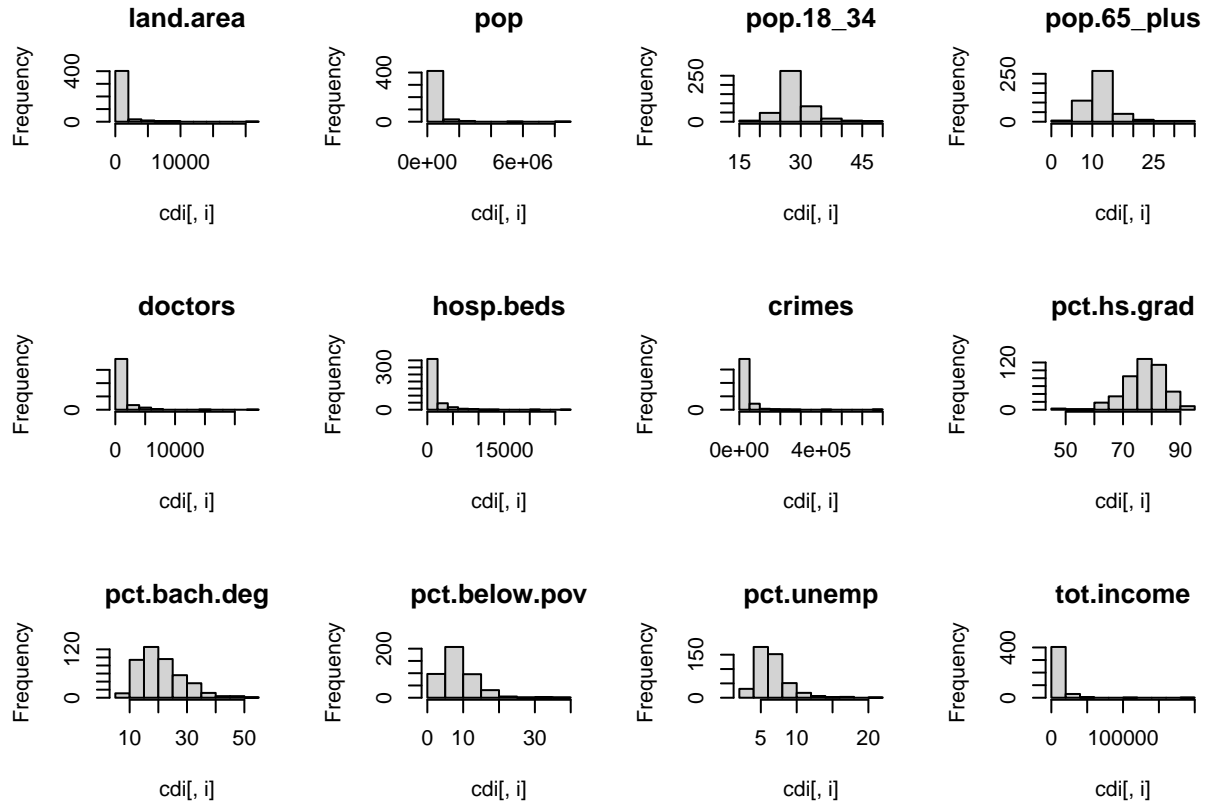 land.area
Frequency
0 400
0 10000
cdi[, i]
pop
Frequency
0 400
0e+00 6e+06
cdi[, i]
pop.18_34
Frequency
0 250
15 30 45
cdi[, i]
pop.65_plus
Frequency
0 250
0 10 25
cdi[, i]
doctors
Frequency
0
0 10000
cdi[, i]
hosp.beds
Frequency
0 300
0 15000
cdi[, i]
crimes
Frequency
0
0e+00 4e+05
cdi[, i]
pct.hs.grad
Frequency
0 120
50 70 90
cdi[, i]
pct.bach.deg
Frequency
0 120
10 30 50
cdi[, i]
pct.below.pov
Frequency
0 200
0 10 30
cdi[, i]
pct.unemp
Frequency
0 150
5 10 20
cdi[, i]
tot.income
Frequency
0 400
0 100000
cdi[, i]